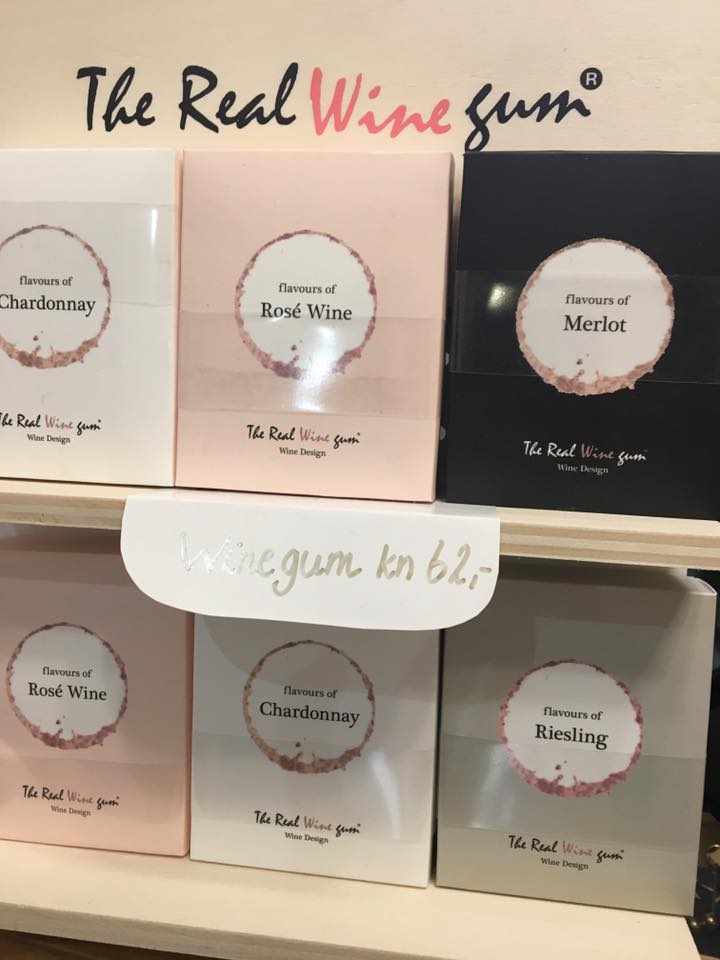 The Real Wine gum®
flavours of
Chardonnay
The Real Wine gum
Wine Design
flavours of
Rosé Wine
The Real Wine gum
Wine Design
flavours of
Merlot
The Real Wine gum
Wine Design
Winegum kn 62,-
flavours of
Rosé Wine
The Real Wine gum
Wine Design
flavours of
Chardonnay
The Real Wine gum
Wine Design
flavours of
Riesling
The Real Wine gum
Wine Design